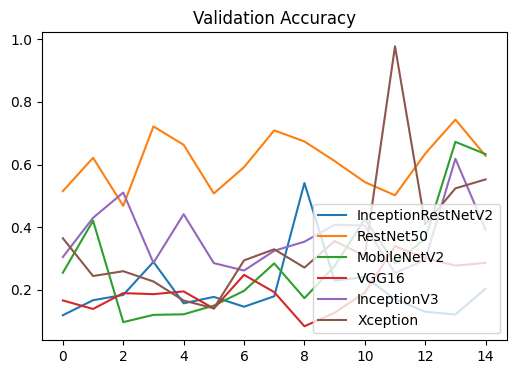 Validation Accuracy
1.0
0.8
0.6
0.4
0.2
InceptionRestNetV2
RestNet50
MobileNetV2
VGG16
InceptionV3
Xception
0 2 4 6 8 10 12 14